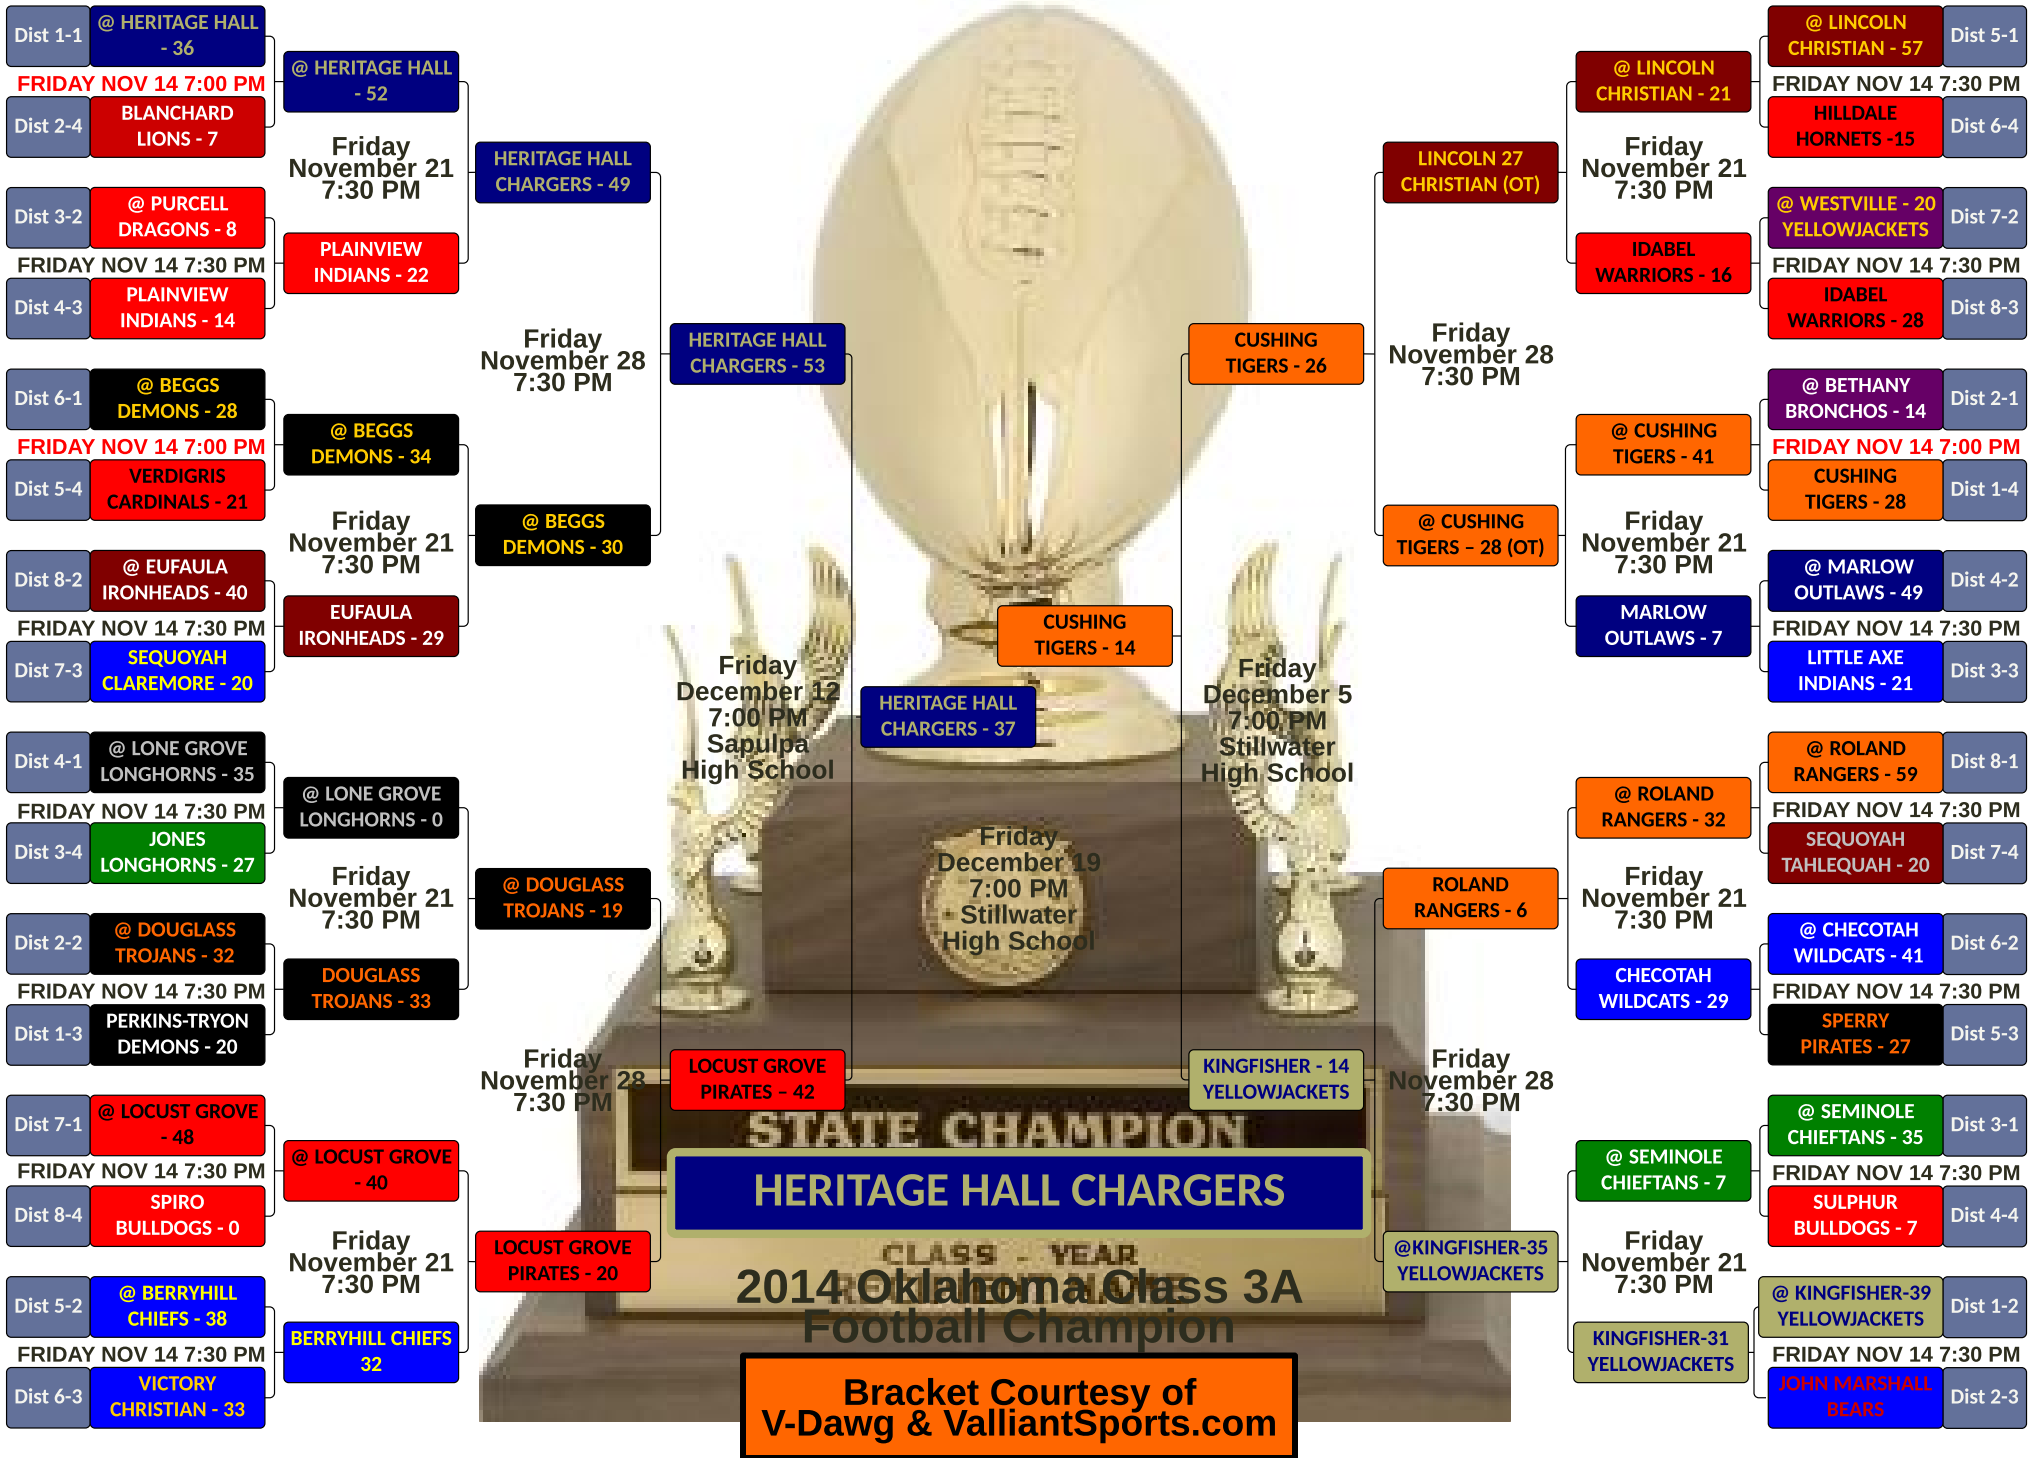 Dist 1-1
@ HERITAGE HALL
- 36
FRIDAY NOV 14 7:00 PM
Dist 2-4
BLANCHARD
LIONS - 7
Dist 3-2
@ PURCELL
DRAGONS - 8
FRIDAY NOV 14 7:30 PM
Dist 4-3
PLAINVIEW
INDIANS - 14
Dist 6-1
@ BEGGS
DEMONS - 28
FRIDAY NOV 14 7:00 PM
Dist 5-4
VERDIGRIS
CARDINALS - 21
Dist 8-2
@ EUFAULA
IRONHEADS - 40
FRIDAY NOV 14 7:30 PM
Dist 7-3
SEQUOYAH
CLAREMORE - 20
Dist 4-1
@ LONE GROVE
LONGHORNS - 35
FRIDAY NOV 14 7:30 PM
Dist 3-4
JONES
LONGHORNS - 27
Dist 2-2
@ DOUGLASS
TROJANS - 32
FRIDAY NOV 14 7:30 PM
Dist 1-3
PERKINS-TRYON
DEMONS - 20
Dist 7-1
@ LOCUST GROVE
- 48
FRIDAY NOV 14 7:30 PM
Dist 8-4
SPIRO
BULLDOGS - 0
Dist 5-2
@ BERRYHILL
CHIEFS - 38
FRIDAY NOV 14 7:30 PM
Dist 6-3
VICTORY
CHRISTIAN - 33
@ HERITAGE HALL
- 52
Friday
November 21
7:30 PM
PLAINVIEW
INDIANS - 22
@ BEGGS
DEMONS - 34
Friday
November 21
7:30 PM
EUFAULA
IRONHEADS - 29
@ LONE GROVE
LONGHORNS - 0
Friday
November 21
7:30 PM
DOUGLASS
TROJANS - 33
@ LOCUST GROVE
- 40
Friday
November 21
7:30 PM
BERRYHILL CHIEFS
32
HERITAGE HALL
CHARGERS - 49
Friday
November 28
7:30 PM
@ BEGGS
DEMONS - 30
@ DOUGLASS
TROJANS - 19
Friday
November 28
7:30 PM
LOCUST GROVE
PIRATES - 20
HERITAGE HALL
CHARGERS - 53
Friday
December 12
7:00 PM
Sapulpa
High School
LOCUST GROVE
PIRATES – 42
CUSHING
TIGERS - 14
HERITAGE HALL
CHARGERS - 37
Friday
December 19
7:00 PM
Stillwater
High School
STATE CHAMPION
HERITAGE HALL CHARGERS
CLASS - YEAR
2014 Oklahoma Class 3A
Football Champion
Bracket Courtesy of
V-Dawg & ValliantSports.com
CUSHING
TIGERS - 26
Friday
December 5
7:00 PM
Stillwater
High School
KINGFISHER - 14
YELLOWJACKETS
LINCOLN 27
CHRISTIAN (OT)
Friday
November 28
7:30 PM
@ CUSHING
TIGERS – 28 (OT)
ROLAND
RANGERS - 6
Friday
November 28
7:30 PM
@KINGFISHER-35
YELLOWJACKETS
@ LINCOLN
CHRISTIAN - 21
Friday
November 21
7:30 PM
IDABEL
WARRIORS - 16
@ CUSHING
TIGERS - 41
Friday
November 21
7:30 PM
MARLOW
OUTLAWS - 7
@ ROLAND
RANGERS - 32
Friday
November 21
7:30 PM
CHECOTAH
WILDCATS - 29
@ SEMINOLE
CHIEFTANS - 7
Friday
November 21
7:30 PM
KINGFISHER-31
YELLOWJACKETS
@ LINCOLN
CHRISTIAN - 57
Dist 5-1
FRIDAY NOV 14 7:30 PM
HILLDALE
HORNETS -15
Dist 6-4
@ WESTVILLE - 20
YELLOWJACKETS
Dist 7-2
FRIDAY NOV 14 7:30 PM
IDABEL
WARRIORS - 28
Dist 8-3
@ BETHANY
BRONCHOS - 14
Dist 2-1
FRIDAY NOV 14 7:00 PM
CUSHING
TIGERS - 28
Dist 1-4
@ MARLOW
OUTLAWS - 49
Dist 4-2
FRIDAY NOV 14 7:30 PM
LITTLE AXE
INDIANS - 21
Dist 3-3
@ ROLAND
RANGERS - 59
Dist 8-1
FRIDAY NOV 14 7:30 PM
SEQUOYAH
TAHLEQUAH - 20
Dist 7-4
@ CHECOTAH
WILDCATS - 41
Dist 6-2
FRIDAY NOV 14 7:30 PM
SPERRY
PIRATES - 27
Dist 5-3
@ SEMINOLE
CHIEFTANS - 35
Dist 3-1
FRIDAY NOV 14 7:30 PM
SULPHUR
BULLDOGS - 7
Dist 4-4
@ KINGFISHER-39
YELLOWJACKETS
Dist 1-2
FRIDAY NOV 14 7:30 PM
JOHN MARSHALL
BEARS
Dist 2-3